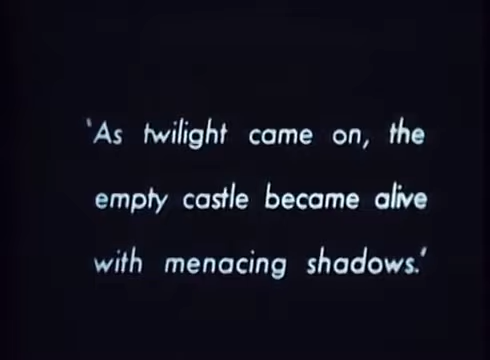 'As twilight came on, the
empty castle became alive
with menacing shadows.'